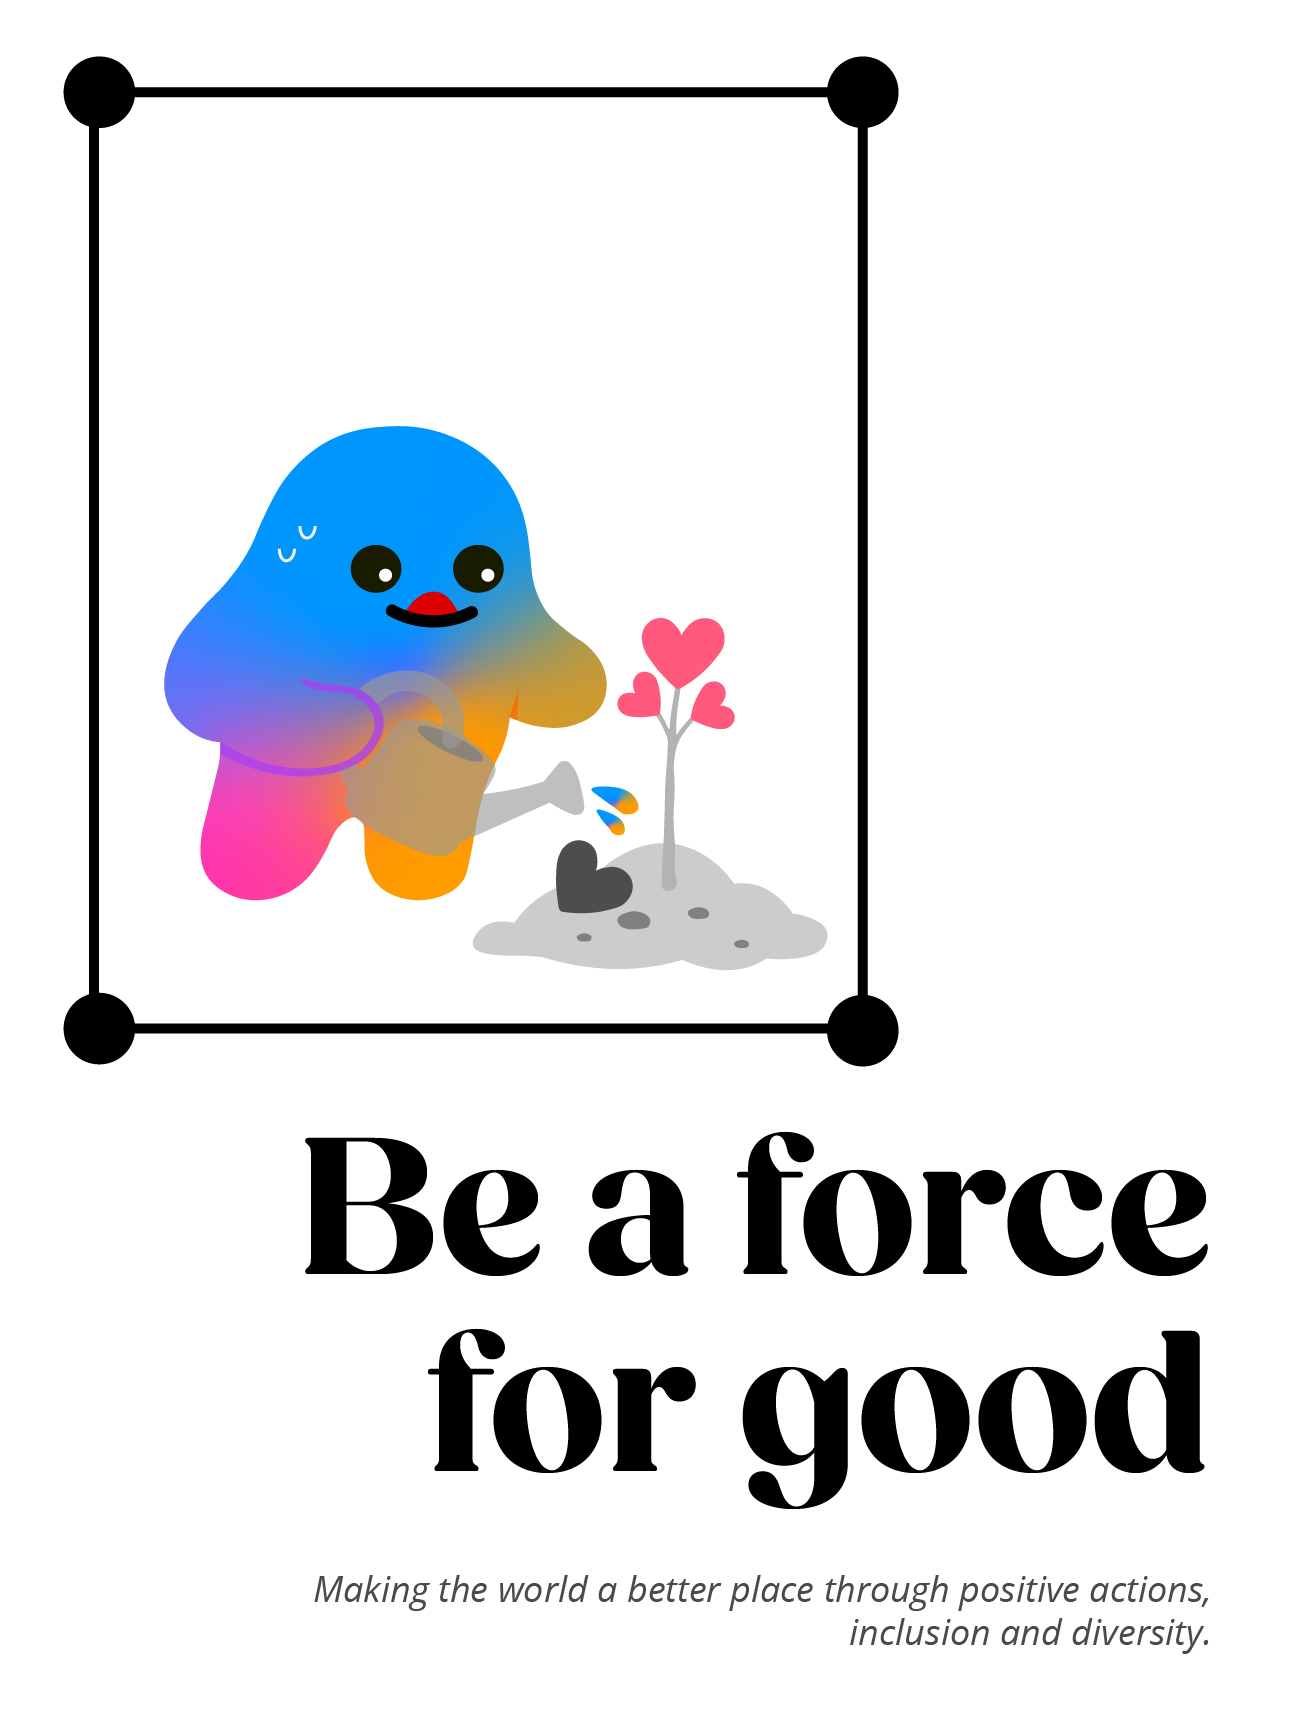 Be a force
for good
Making the world a better place through positive actions,
inclusion and diversity.